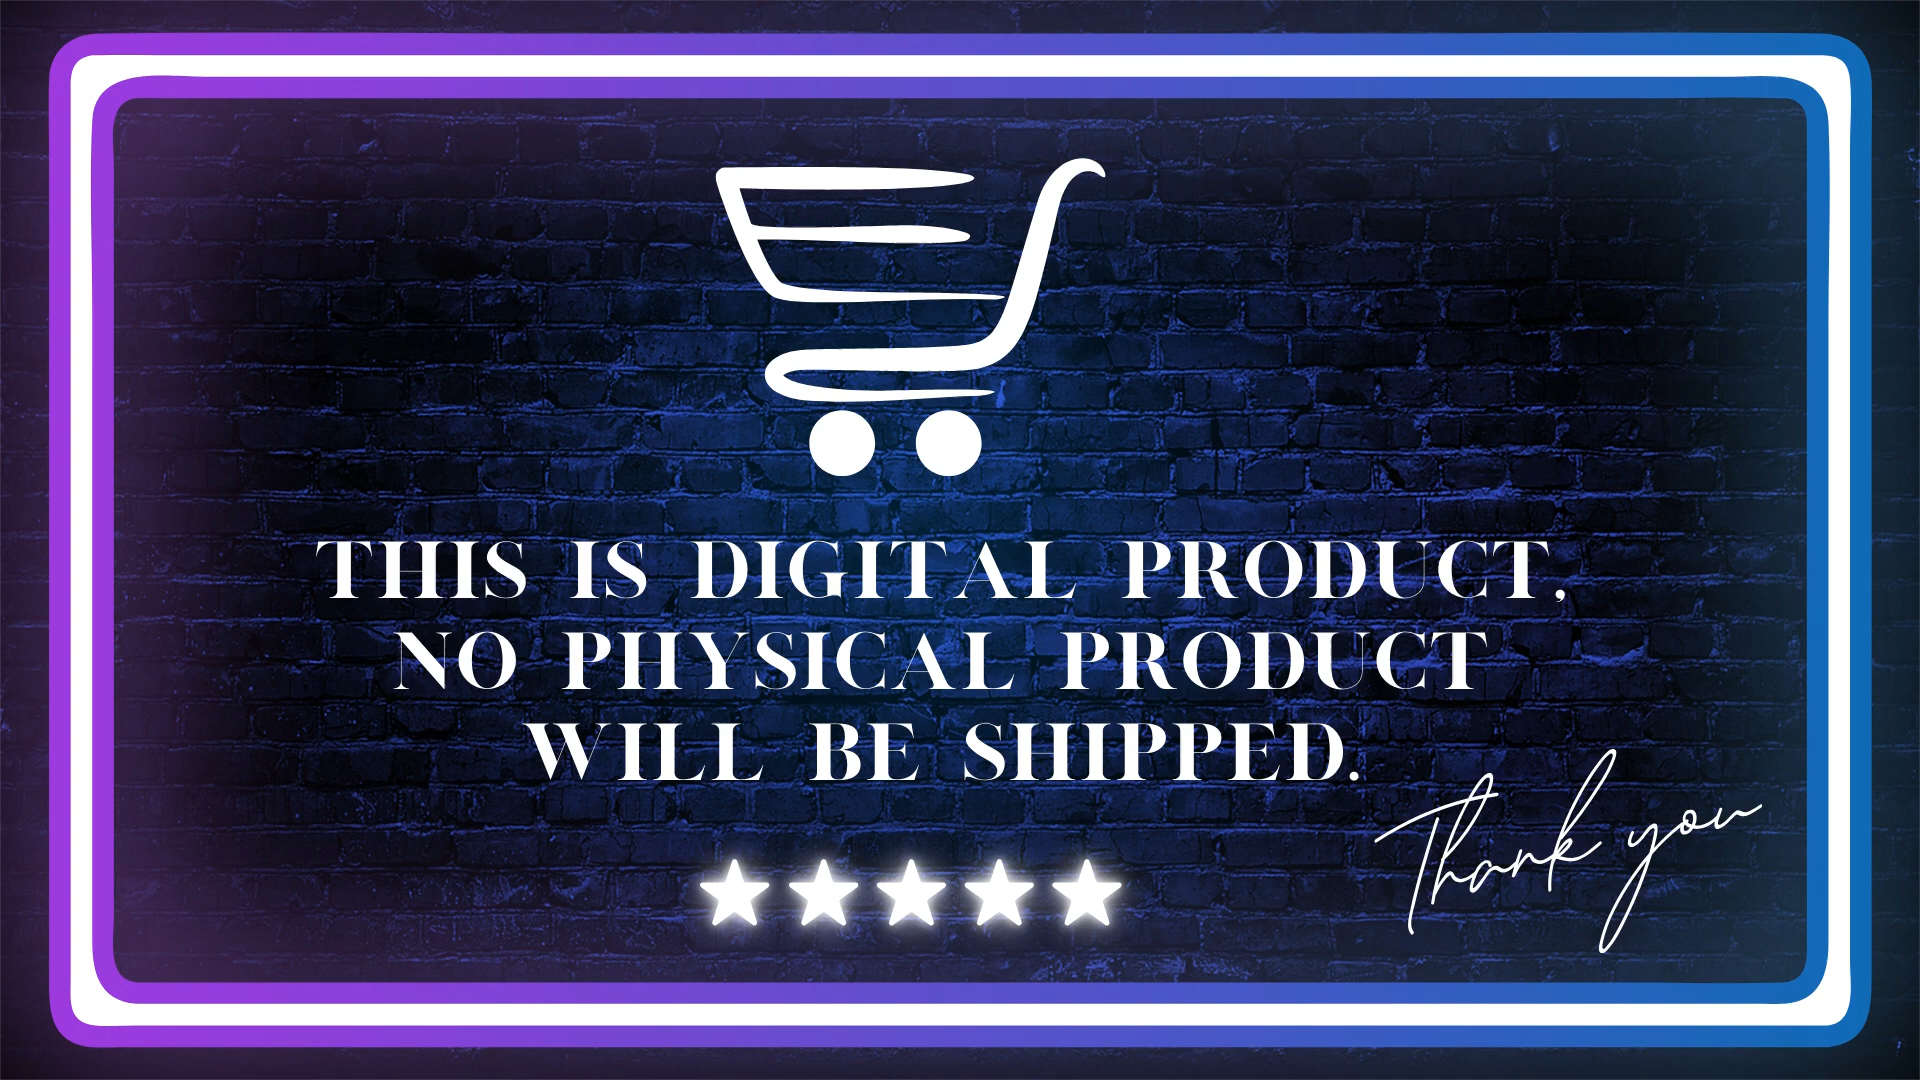 THIS IS DIGITAL PRODUCT,
NO PHYSICAL PRODUCT
WILL BE SHIPPED.
Thank you